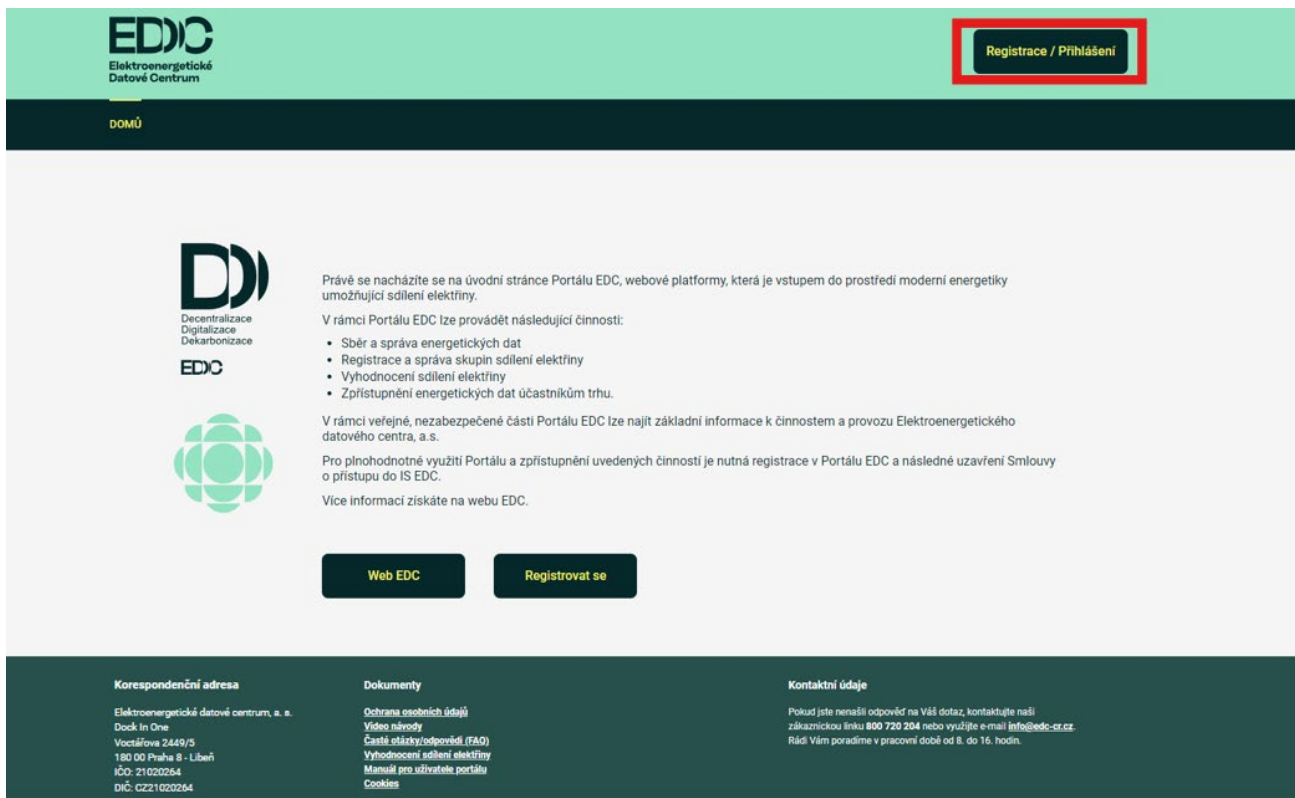 EDC
Elektroenergetické
Datové Centrum
Registrace / Přihlášení
DOMŮ
Decentralizace
Digitalizace
Dekarbonizace
EDC
Právě se nacházíte se na úvodní stránce Portálu EDC, webové platformy, která je vstupem do prostředí moderní energetiky
umožňující sdílení elektřiny.
V rámci Portálu EDC lze provádět následující činnosti:
• Sběr a správa energetických dat
• Registrace a správa skupin sdílení elektřiny
• Vyhodnocení sdílení elektřiny
• Zpřístupnění energetických dat účastníkům trhu.
V rámci veřejné, nezabezpečené části Portálu EDC lze najít základní informace k činnostem a provozu Elektroenergetického
datového centra, a.s.
Pro plnohodnotné využití Portálu a zpřístupnění uvedených činností je nutná registrace v Portálu EDC a následné uzavření Smlouvy
o přístupu do IS EDC.
Více informací získáte na webu EDC.
Web EDC
Registrovat se
Korespondenční adresa
Elektroenergetické datové centrum, a. s.
Dock In One
Voctářova 2449/5
180 00 Praha 8 - Libeň
IČO: 21020264
DIČ: CZ21020264
Dokumenty
Ochrana osobních údajů
Video návody
Časté otázky/odpovědi (FAQ)
Vyhodnocení sdílení elektřiny
Manuál pro uživatele portálu
Cookies
Kontaktní údaje
Pokud jste nenašli odpověď na Váš dotaz, kontaktujte naši
zákaznickou linku 800 720 204 nebo využijte e-mail info@edc-cr.cz.
Rádi Vám poradíme v pracovní době od 8. do 16. hodin.